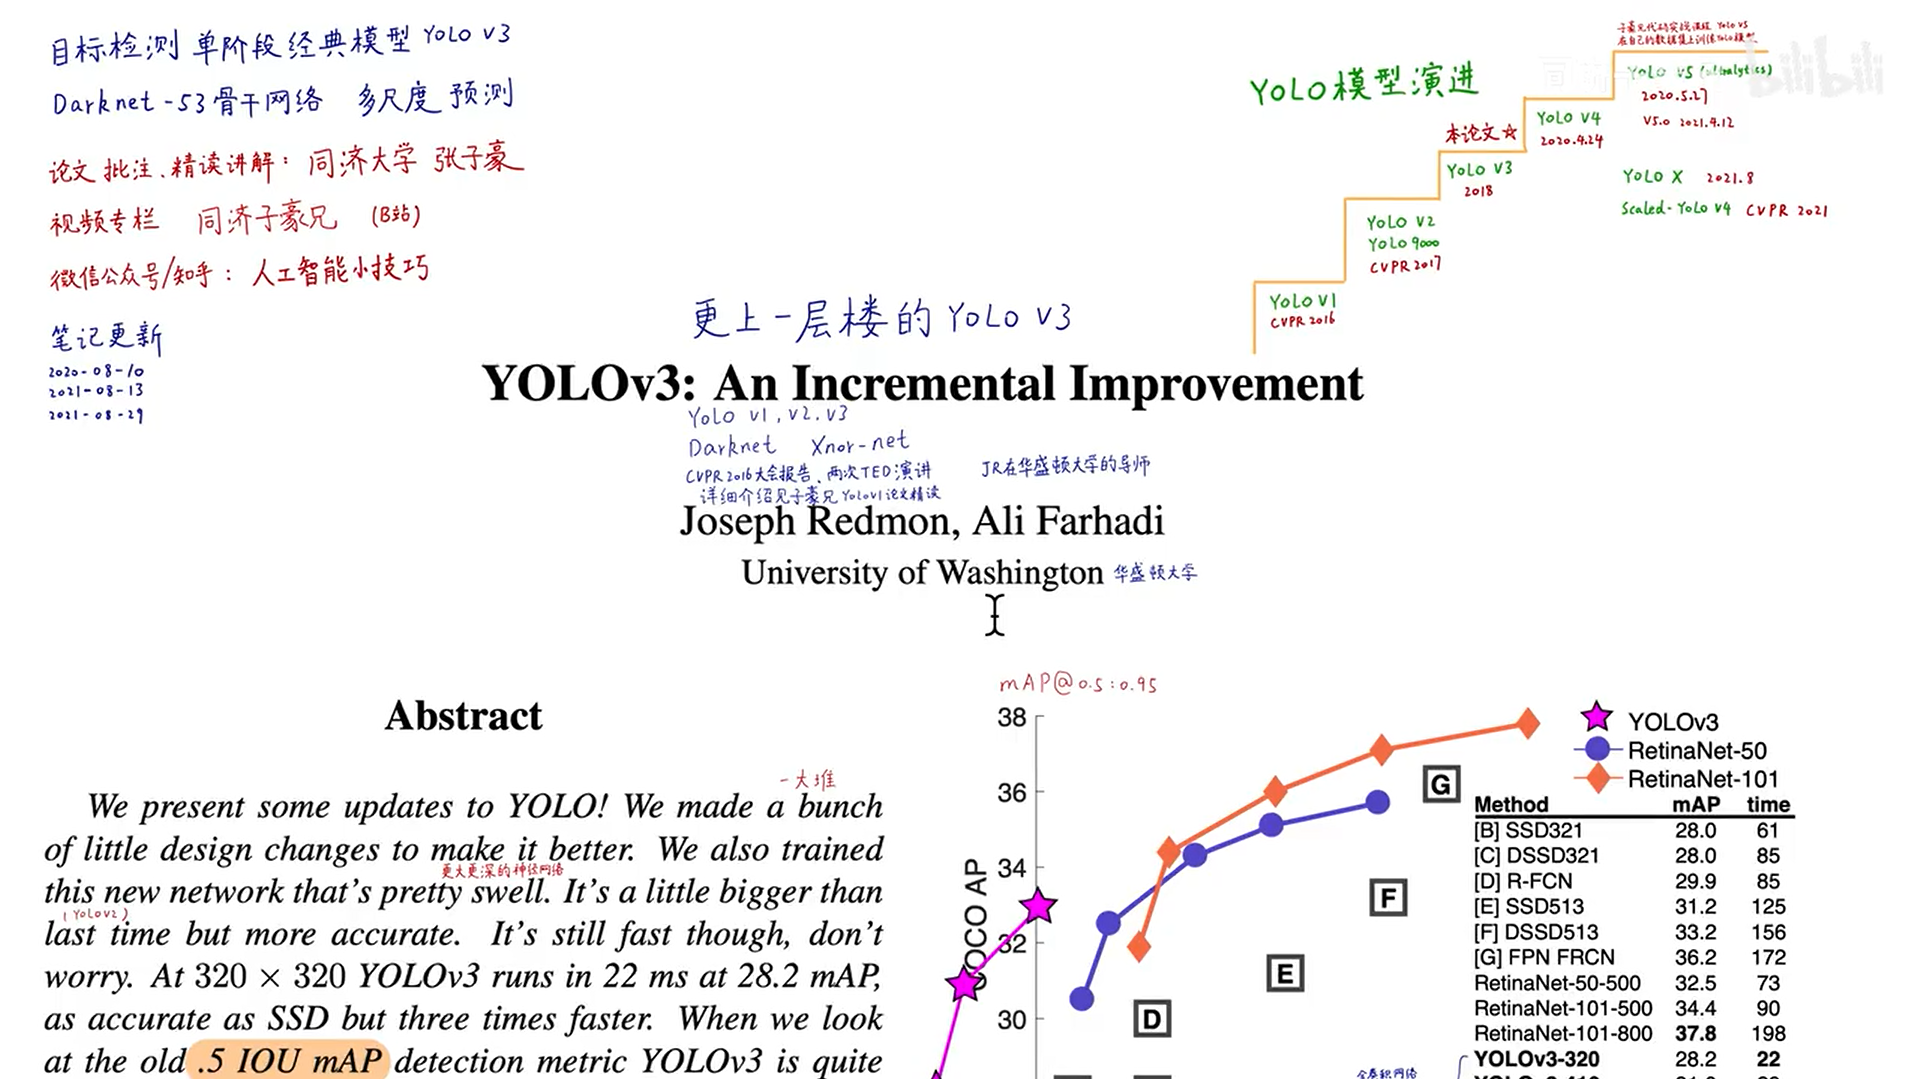 目标检测 单阶段经典模型 YOLO V3
Darknet-53骨干网络 多尺度 预测
论文 批注、精读讲解: 同济大学 张子豪
视频专栏 同济子豪兄 (B站)
微信公众号/知乎: 人工智能小技巧
笔记更新
2020-08-10
2021-08-13
2021-08-29
YOLO模型演进
子豪兄代码实战课程 YOLO V5
在自己的数据集上训练YOLO模型
YOLO V5 (ultralytics)
2020.5.27
V5.0 2021.4.12
bilibili
YOLO V4
2020.4.24
本论文☆
YOLO V3
2018
YOLO X 2021.8
Scaled-YOLO V4 CVPR 2021
YOLO V2
YOLO 9000
CVPR 2017
YOLO V1
CVPR 2016
更上一层楼的 YOLO V3
YOLOv3: An Incremental Improvement
YOLO V1, V2, V3
Darknet Xnor-net
CVPR2016大会报告、两次TED演讲
详细介绍见子豪兄YOLOV1论文精读
JR在华盛顿大学的导师
Joseph Redmon, Ali Farhadi
University of Washington 华盛顿大学
Abstract
一大堆
We present some updates to YOLO! We made a bunch
of little design changes to make it better. We also trained
更大更深的神经网络
this new network that's pretty swell. It's a little bigger than
(YOLOV2)
last time but more accurate. It's still fast though, don't
worry. At 320 × 320 YOLOv3 runs in 22 ms at 28.2 mAP,
as accurate as SSD but three times faster. When we look
at the old .5 IOU mAP detection metric YOLOv3 is quite
mAP@0.5:0.95
38
36
34
32
30
COCO AP
G
F
E
D
YOLOv3
RetinaNet-50
RetinaNet-101
Method mAP time
[B] SSD321 28.0 61
[C] DSSD321 28.0 85
[D] R-FCN 29.9 85
[E] SSD513 31.2 125
[F] DSSD513 33.2 156
[G] FPN FRCN 36.2 172
RetinaNet-50-500 32.5 73
RetinaNet-101-500 34.4 90
RetinaNet-101-800 37.8 198
YOLOv3-320 28.2 22
全卷积网络